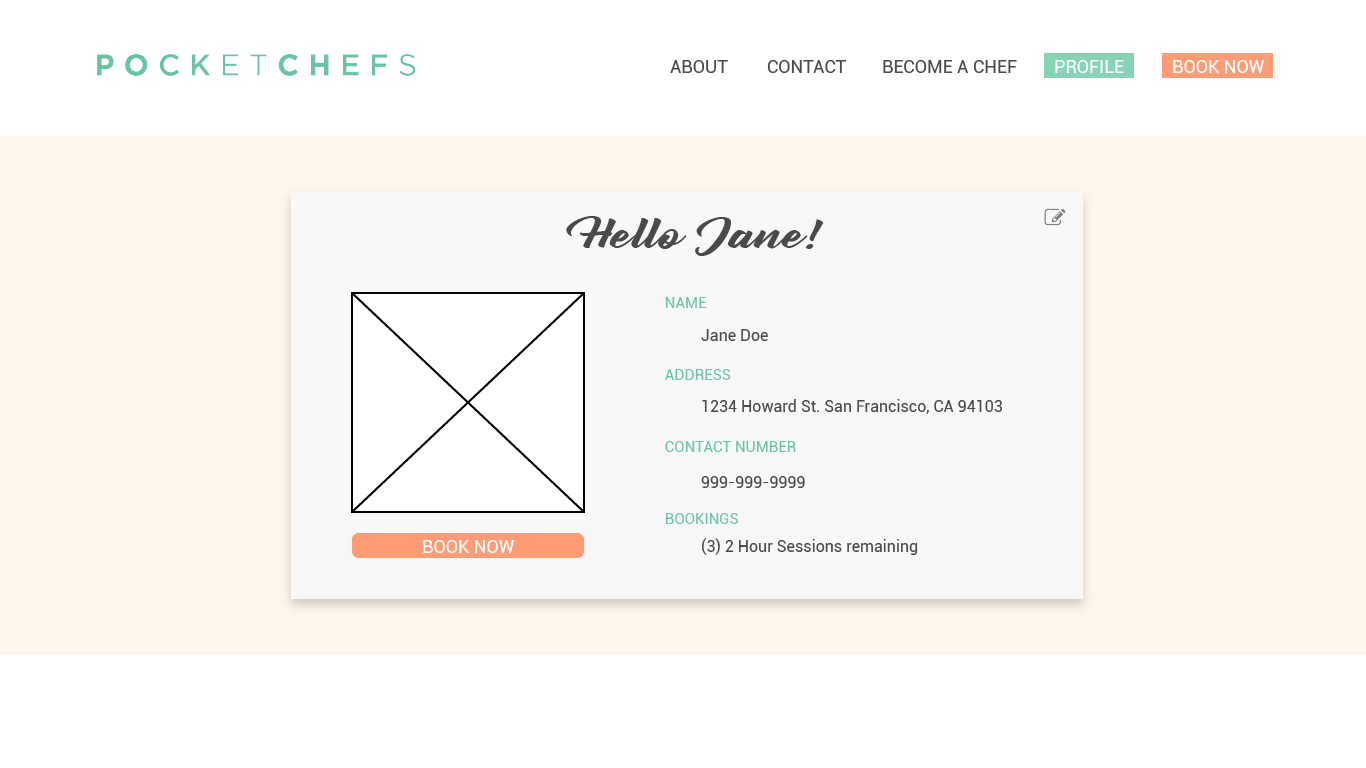 POCKETCHEFS
ABOUT CONTACT BECOME A CHEF PROFILE BOOK NOW
Hello Jane!
NAME
Jane Doe
ADDRESS
1234 Howard St. San Francisco, CA 94103
CONTACT NUMBER
999-999-9999
BOOKINGS
(3) 2 Hour Sessions remaining
BOOK NOW